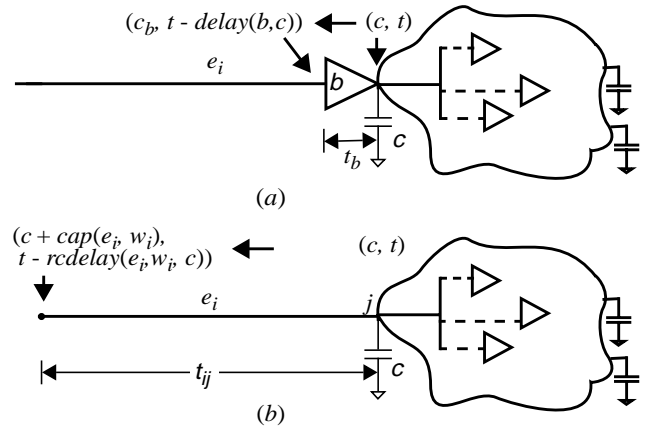 (c_b, t - delay(b,c)) (c, t)
e_i
b
c
t_b
(a)
(c + cap(e_i, w_i),
t - rcdelay(e_i,w_i, c))
(c, t)
e_i
j
c
t_ij
(b)